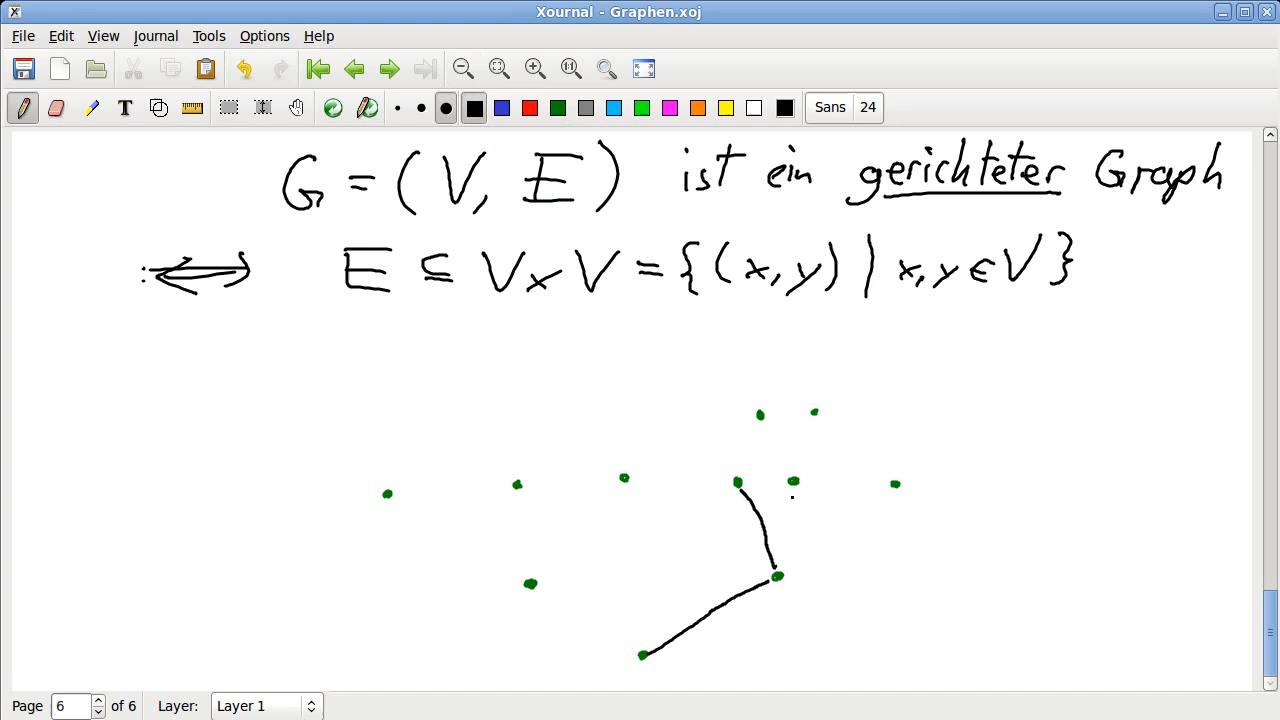 Xournal - Graphen.xoj
File Edit View Journal Tools Options Help
T Sans 24
G = (V, E) ist ein gerichteter Graph
:⟺ E ⊆ V × V = {(x, y) | x, y ∈ V}
Page 6 of 6 Layer: Layer 1